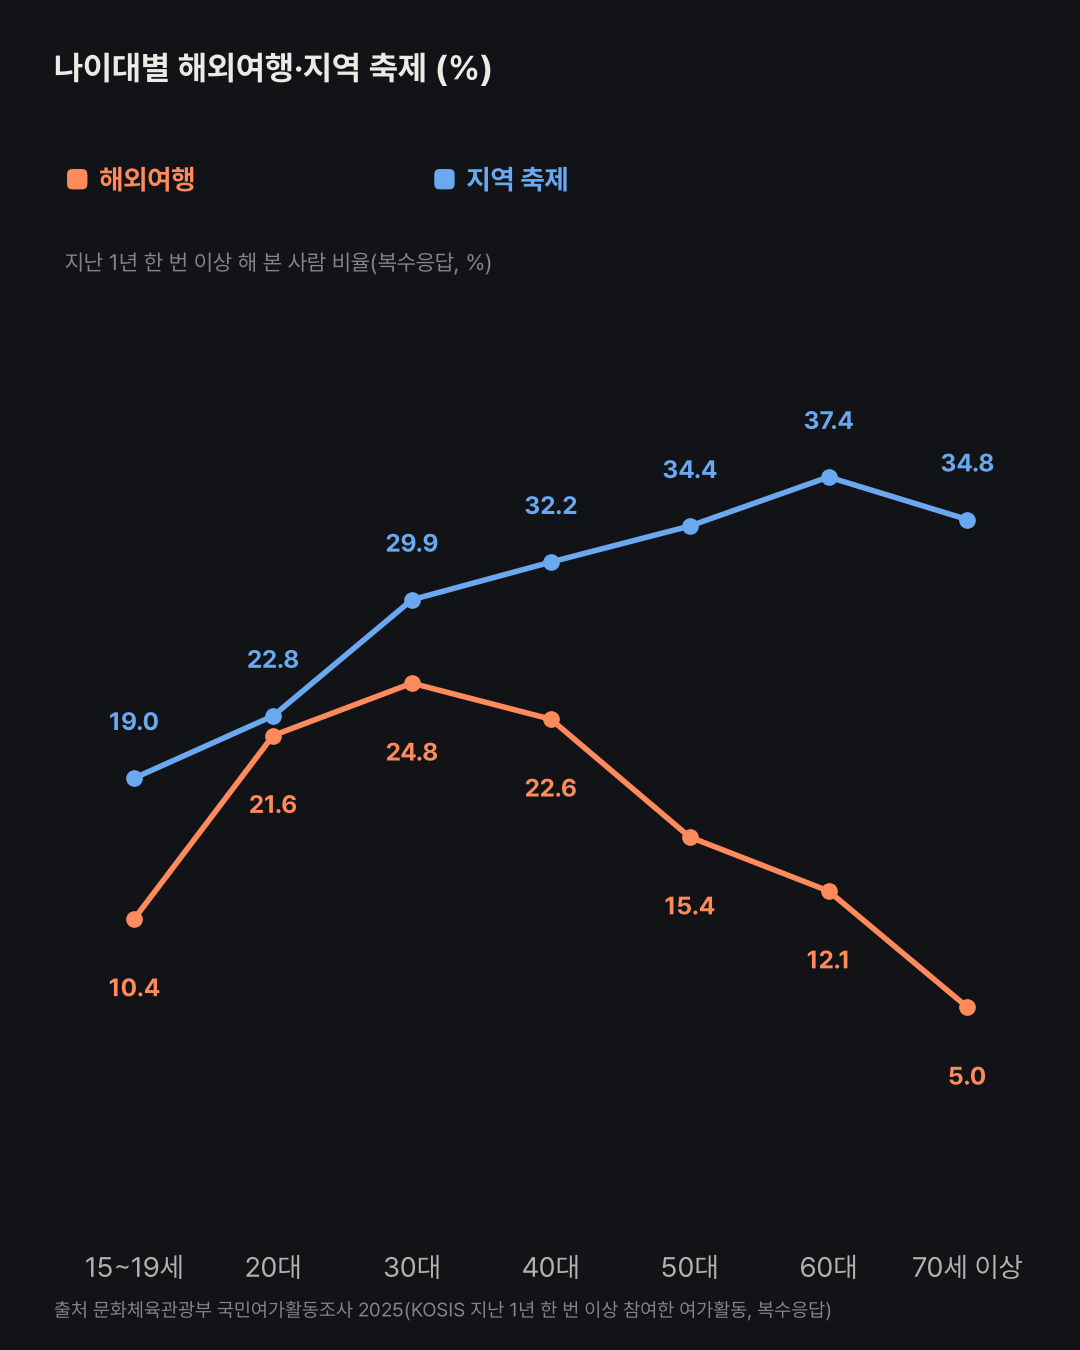 나이대별 해외여행·지역 축제 (%)
해외여행 지역 축제
지난 1년 한 번 이상 해 본 사람 비율(복수응답, %)
37.4
34.8
34.4
32.2
29.9
22.8
19.0
24.8
22.6
21.6
15.4
12.1
10.4
5.0
15~19세 20대 30대 40대 50대 60대 70세 이상
출처 문화체육관광부 국민여가활동조사 2025(KOSIS 지난 1년 한 번 이상 참여한 여가활동, 복수응답)